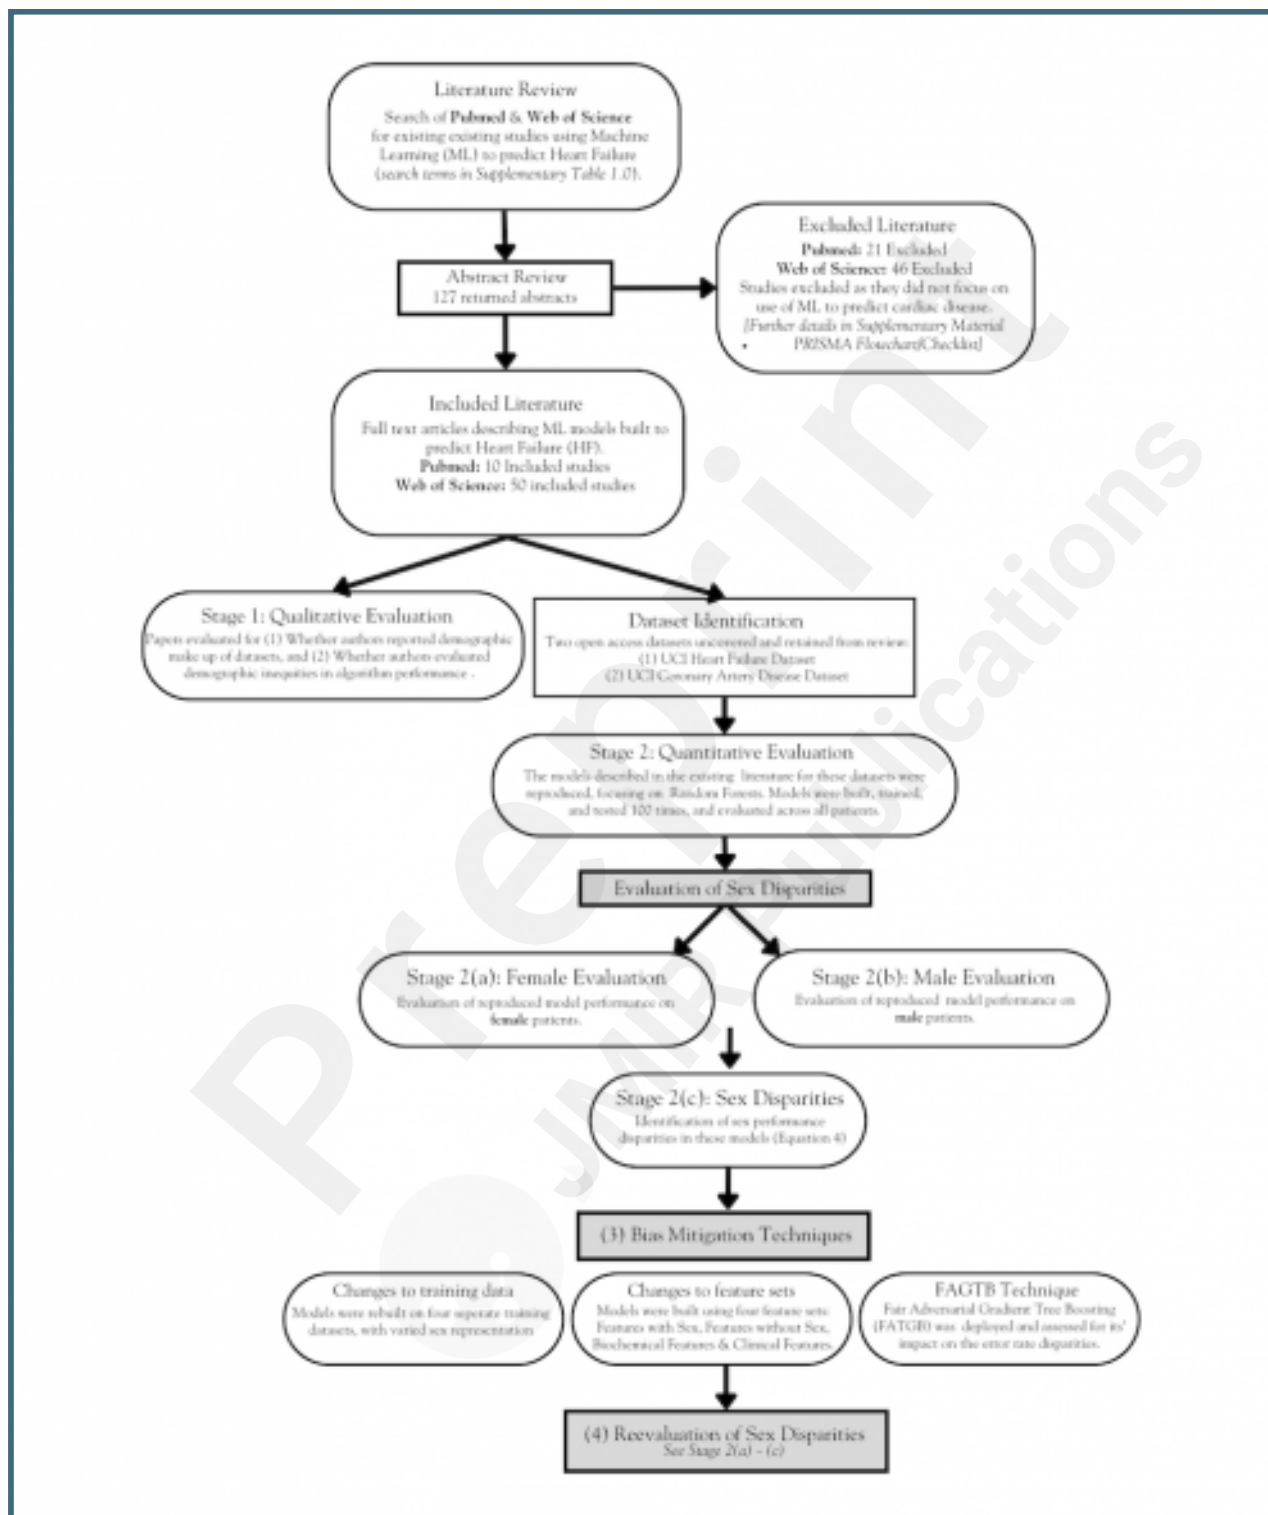 Literature Review
Search of Pubmed & Web of Science
for existing existing studies using Machine
Learning (ML) to predict Heart Failure
(search terms in Supplementary Table 1.0).
Excluded Literature
Pubmed: 21 Excluded
Web of Science: 46 Excluded
Studies excluded as they did not focus on
use of ML to predict cardiac disease.
[Further details in Supplementary Material
• PRISMA Flowchart/Checklist]
Abstract Review
127 returned abstracts
Included Literature
Full text articles describing ML models built to
predict Heart Failure (HF).
Pubmed: 10 Included studies
Web of Science: 50 included studies
Stage 1: Qualitative Evaluation
Papers evaluated for (1) Whether authors reported demographic
make up of datasets, and (2) Whether authors evaluated
demographic inequities in algorithm performance .
Dataset Identification
Two open access datasets uncovered and retained from review:
(1) UCI Heart Failure Dataset
(2) UCI Coronary Artery Disease Dataset
Stage 2: Quantitative Evaluation
The models described in the existing literature for these datasets were
reproduced, focusing on Random Forests. Models were built, trained,
and tested 100 times, and evaluated across all patients.
Evaluation of Sex Disparities
Stage 2(a): Female Evaluation
Evaluation of reproduced model performance on
female patients.
Stage 2(b): Male Evaluation
Evaluation of reproduced model performance on
male patients.
Stage 2(c): Sex Disparities
Identification of sex performance
disparities in these models (Equation 4)
(3) Bias Mitigation Techniques
Changes to training data
Models were rebuilt on four seperate training
datasets, with varied sex representation
Changes to feature sets
Models were built using four feature sets:
Features with Sex, Features without Sex,
Biochemical Features & Clinical Features.
FAGTB Technique
Fair Adversarial Gradient Tree Boosting
(FATGB) was deployed and assessed for its'
impact on the error rate disparities.
(4) Reevaluation of Sex Disparities
See Stage 2(a) - (c)
Preprint
JMIR Publications